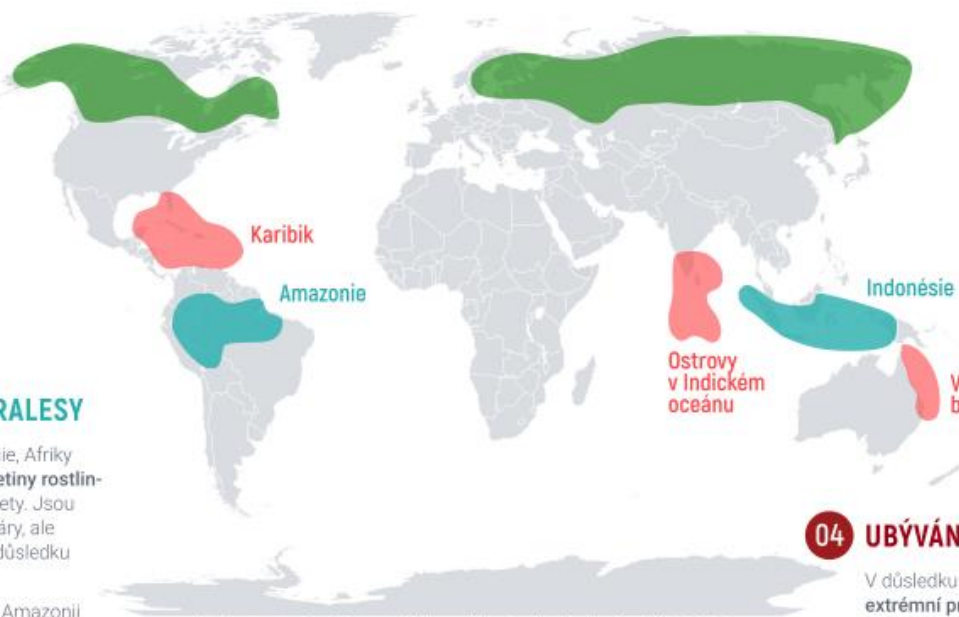 Karibik
Amazonie
Indonésie
Ostrovy
v Indickém
oceánu
RALESY
ie, Afriky
etiny rostlin-
ety. Jsou
áry, ale
důsledku
Amazonii
04 UBÝVÁN
V důsledku
extrémní